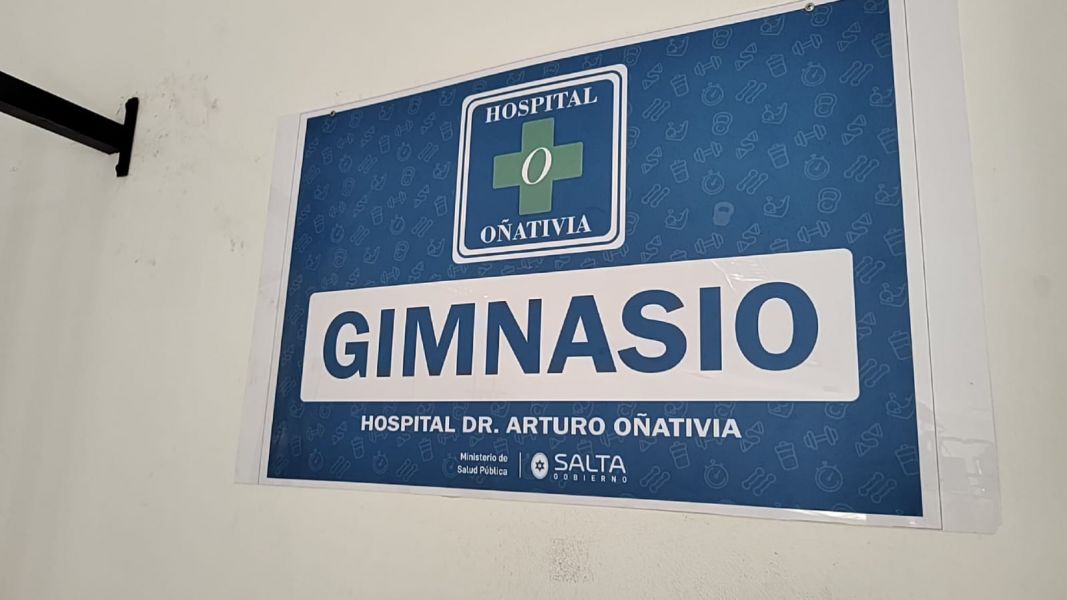 HOSPITAL
O
OÑATIVIA
GIMNASIO
HOSPITAL DR. ARTURO OÑATIVIA
Ministerio de
Salud Pública
SALTA
GOBIERNO